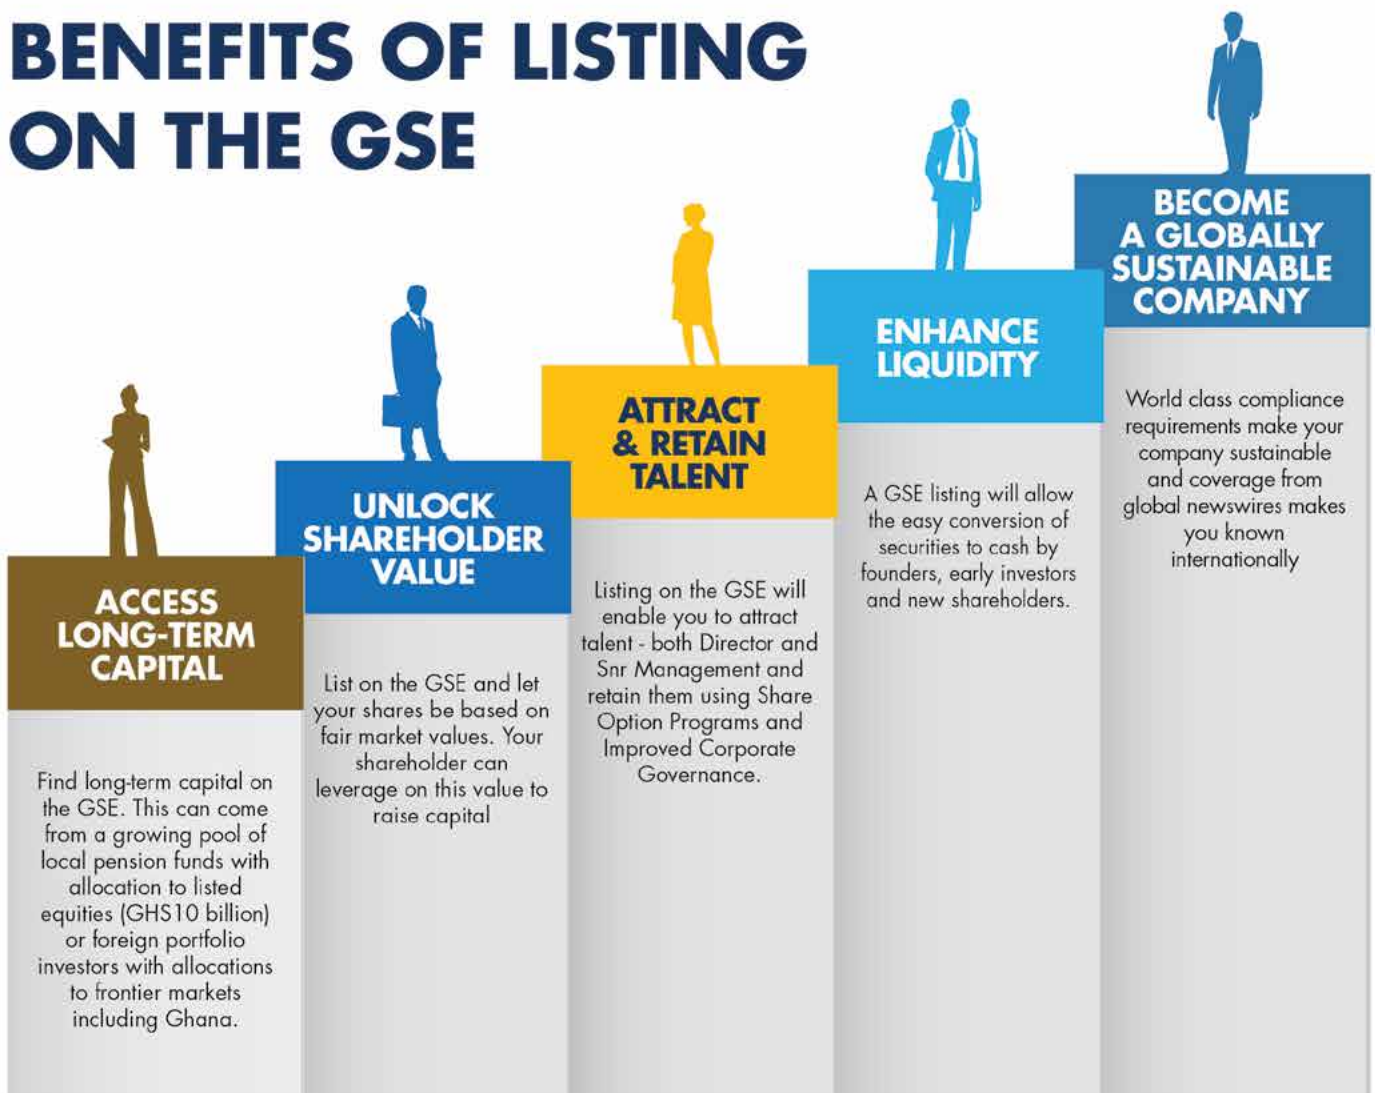 BENEFITS OF LISTING
ON THE GSE
ACCESS
LONG-TERM
CAPITAL
Find long-term capital on
the GSE. This can come
from a growing pool of
local pension funds with
allocation to listed
equities (GHS10 billion)
or foreign portfolio
investors with allocations
to frontier markets
including Ghana.
UNLOCK
SHAREHOLDER
VALUE
List on the GSE and let
your shares be based on
fair market values. Your
shareholder can
leverage on this value to
raise capital
ATTRACT
& RETAIN
TALENT
Listing on the GSE will
enable you to attract
talent - both Director and
Snr Management and
retain them using Share
Option Programs and
Improved Corporate
Governance.
ENHANCE
LIQUIDITY
A GSE listing will allow
the easy conversion of
securities to cash by
founders, early investors
and new shareholders.
BECOME
A GLOBALLY
SUSTAINABLE
COMPANY
World class compliance
requirements make your
company sustainable
and coverage from
global newswires makes
you known
internationally